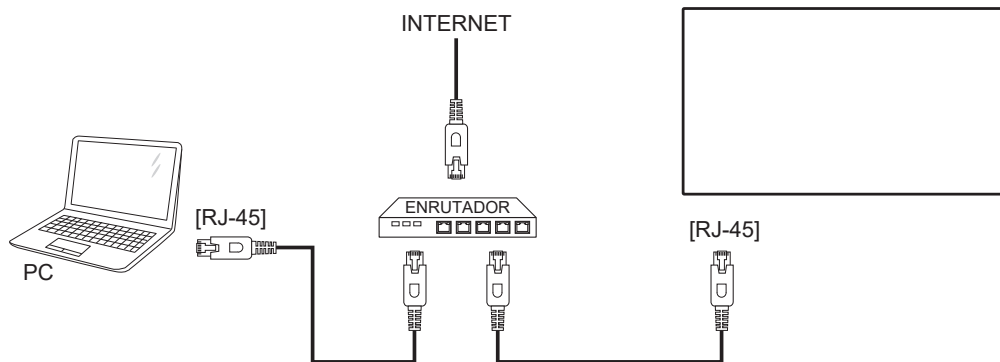 INTERNET
ENRUTADOR
[RJ-45]
[RJ-45]
PC